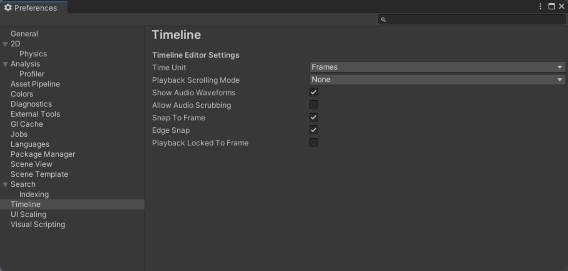 Preferences
General
2D
Physics
Analysis
Profiler
Asset Pipeline
Colors
Diagnostics
External Tools
GI Cache
Jobs
Languages
Package Manager
Scene View
Scene Template
Search
Indexing
Timeline
UI Scaling
Visual Scripting
Timeline
Timeline Editor Settings
Time Unit Frames
Playback Scrolling Mode None
Show Audio Waveforms
Allow Audio Scrubbing
Snap To Frame
Edge Snap
Playback Locked To Frame